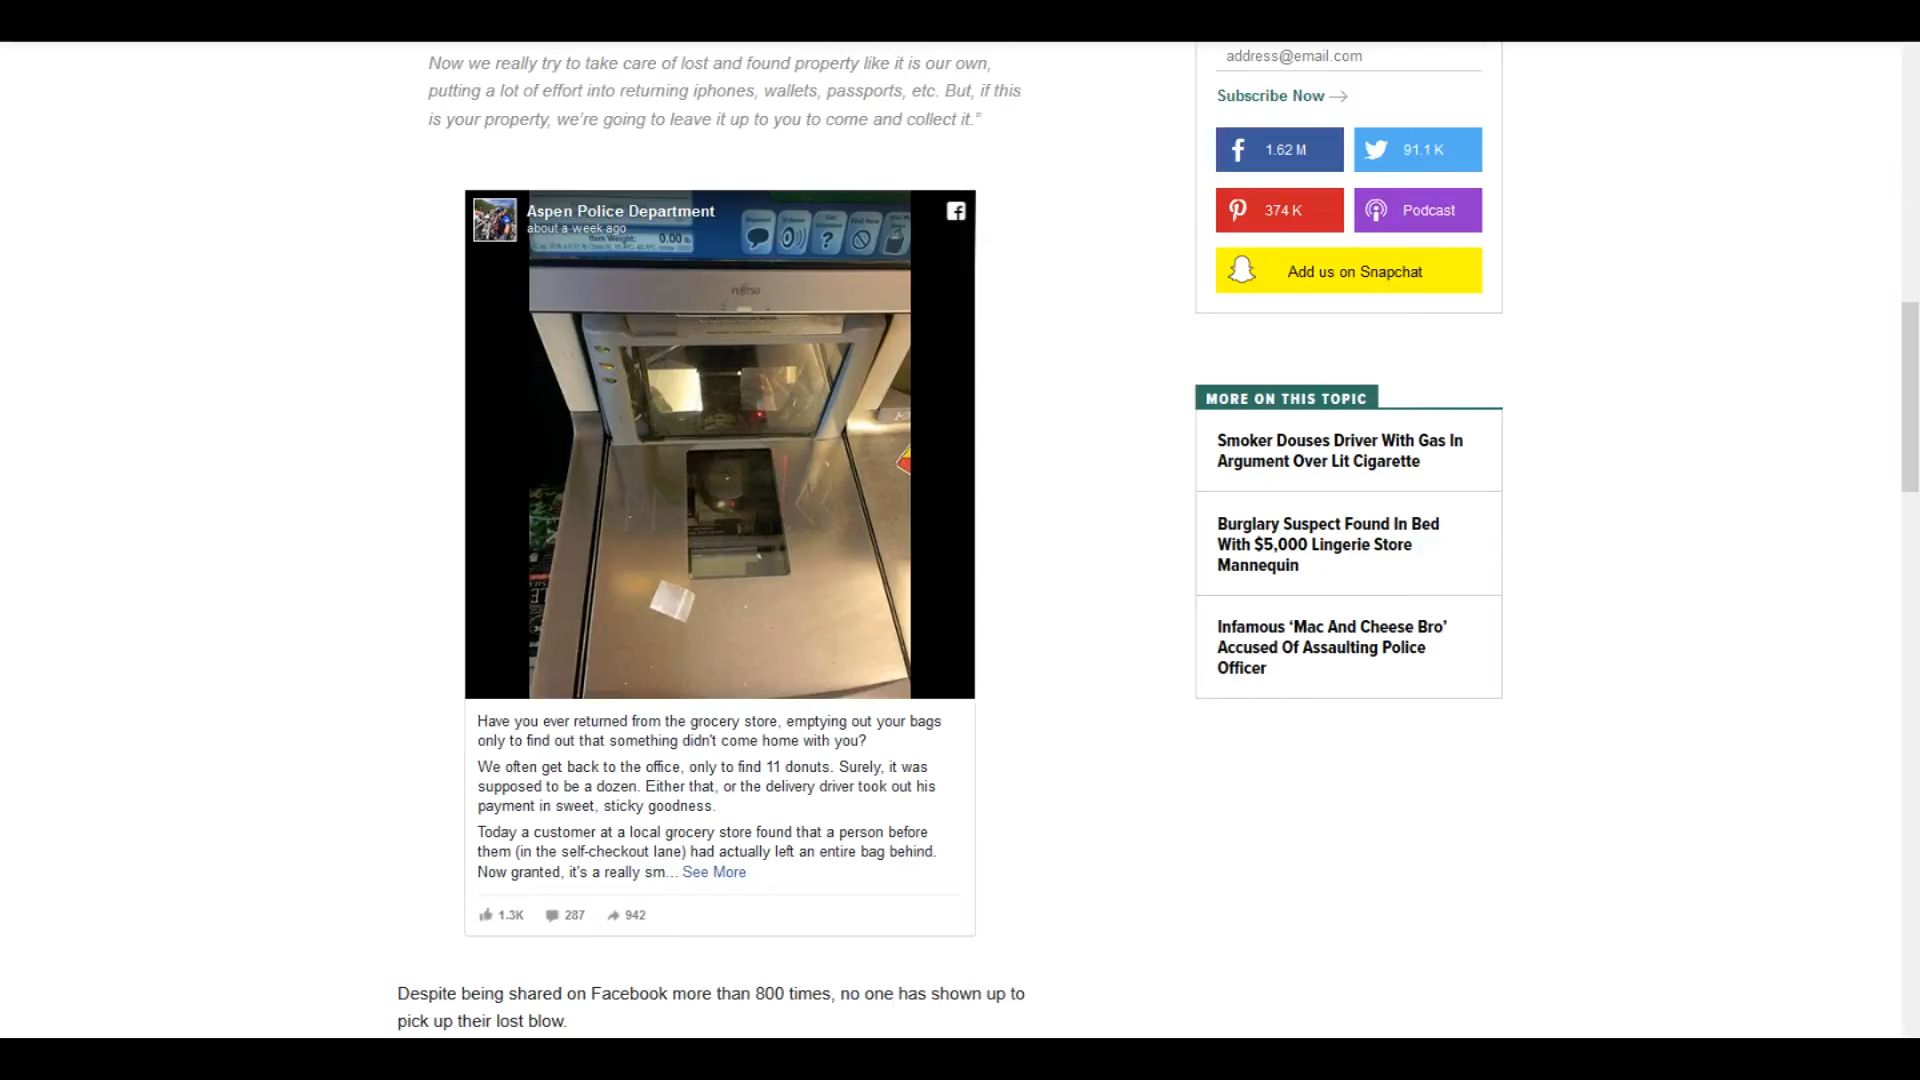 Now we really try to take care of lost and found property like it is our own,
putting a lot of effort into returning iphones, wallets, passports, etc. But, if this
is your property, we’re going to leave it up to you to come and collect it.”
Aspen Police Department
about a week ago
Item Weight: 0.00 lb
FUJITSU
Have you ever returned from the grocery store, emptying out your bags
only to find out that something didn't come home with you?
We often get back to the office, only to find 11 donuts. Surely, it was
supposed to be a dozen. Either that, or the delivery driver took out his
payment in sweet, sticky goodness.
Today a customer at a local grocery store found that a person before
them (in the self-checkout lane) had actually left an entire bag behind.
Now granted, it's a really sm... See More
1.3K 287 942
Despite being shared on Facebook more than 800 times, no one has shown up to
pick up their lost blow.
address@email.com
Subscribe Now
1.62 M 91.1 K
374 K Podcast
Add us on Snapchat
MORE ON THIS TOPIC
Smoker Douses Driver With Gas In
Argument Over Lit Cigarette
Burglary Suspect Found In Bed
With $5,000 Lingerie Store
Mannequin
Infamous ‘Mac And Cheese Bro’
Accused Of Assaulting Police
Officer